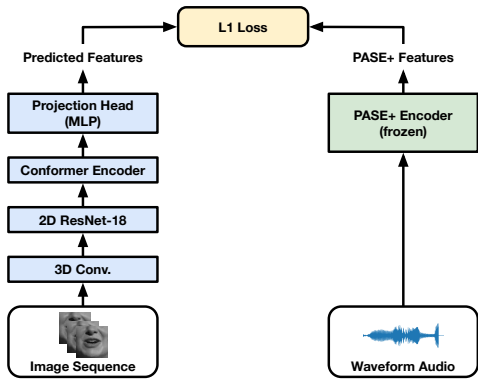 L1 Loss
Predicted Features
PASE+ Features
Projection Head
(MLP)
PASE+ Encoder
(frozen)
Conformer Encoder
2D ResNet-18
3D Conv.
Image Sequence
Waveform Audio